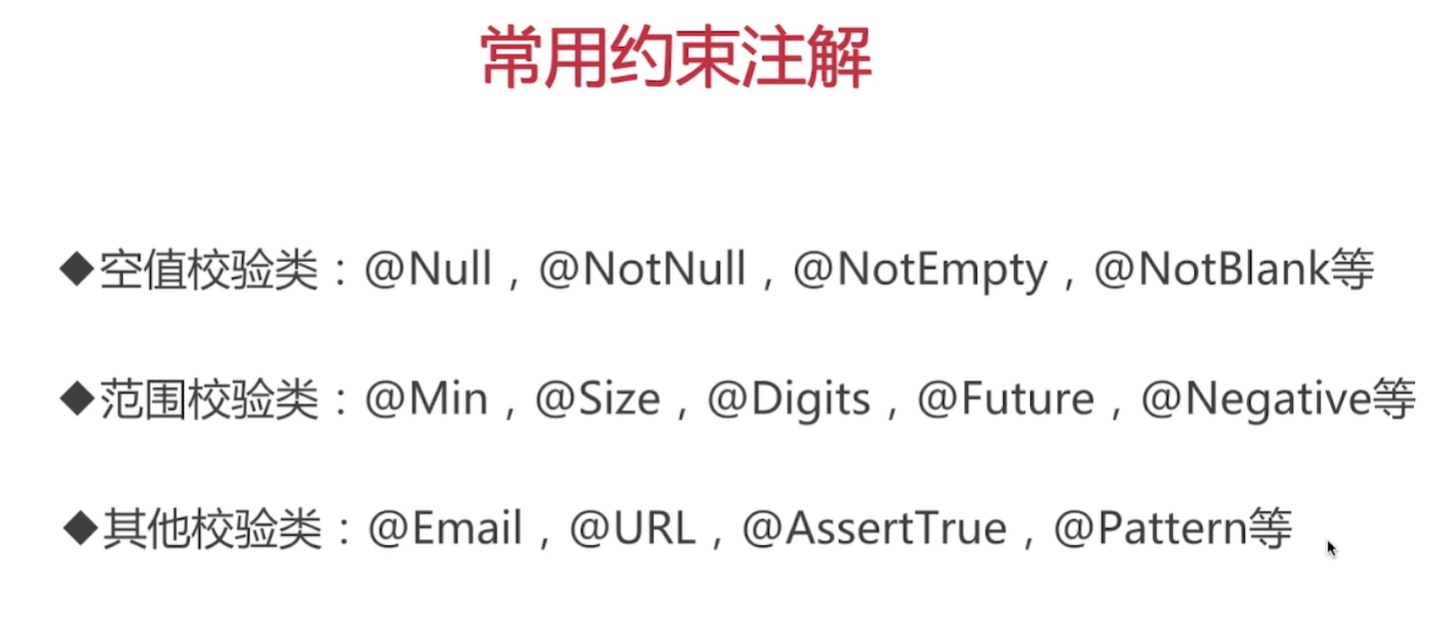 常用约束注解
◆空值校验类：@Null，@NotNull，@NotEmpty，@NotBlank等
◆范围校验类：@Min，@Size，@Digits，@Future，@Negative等
◆其他校验类：@Email，@URL，@AssertTrue，@Pattern等